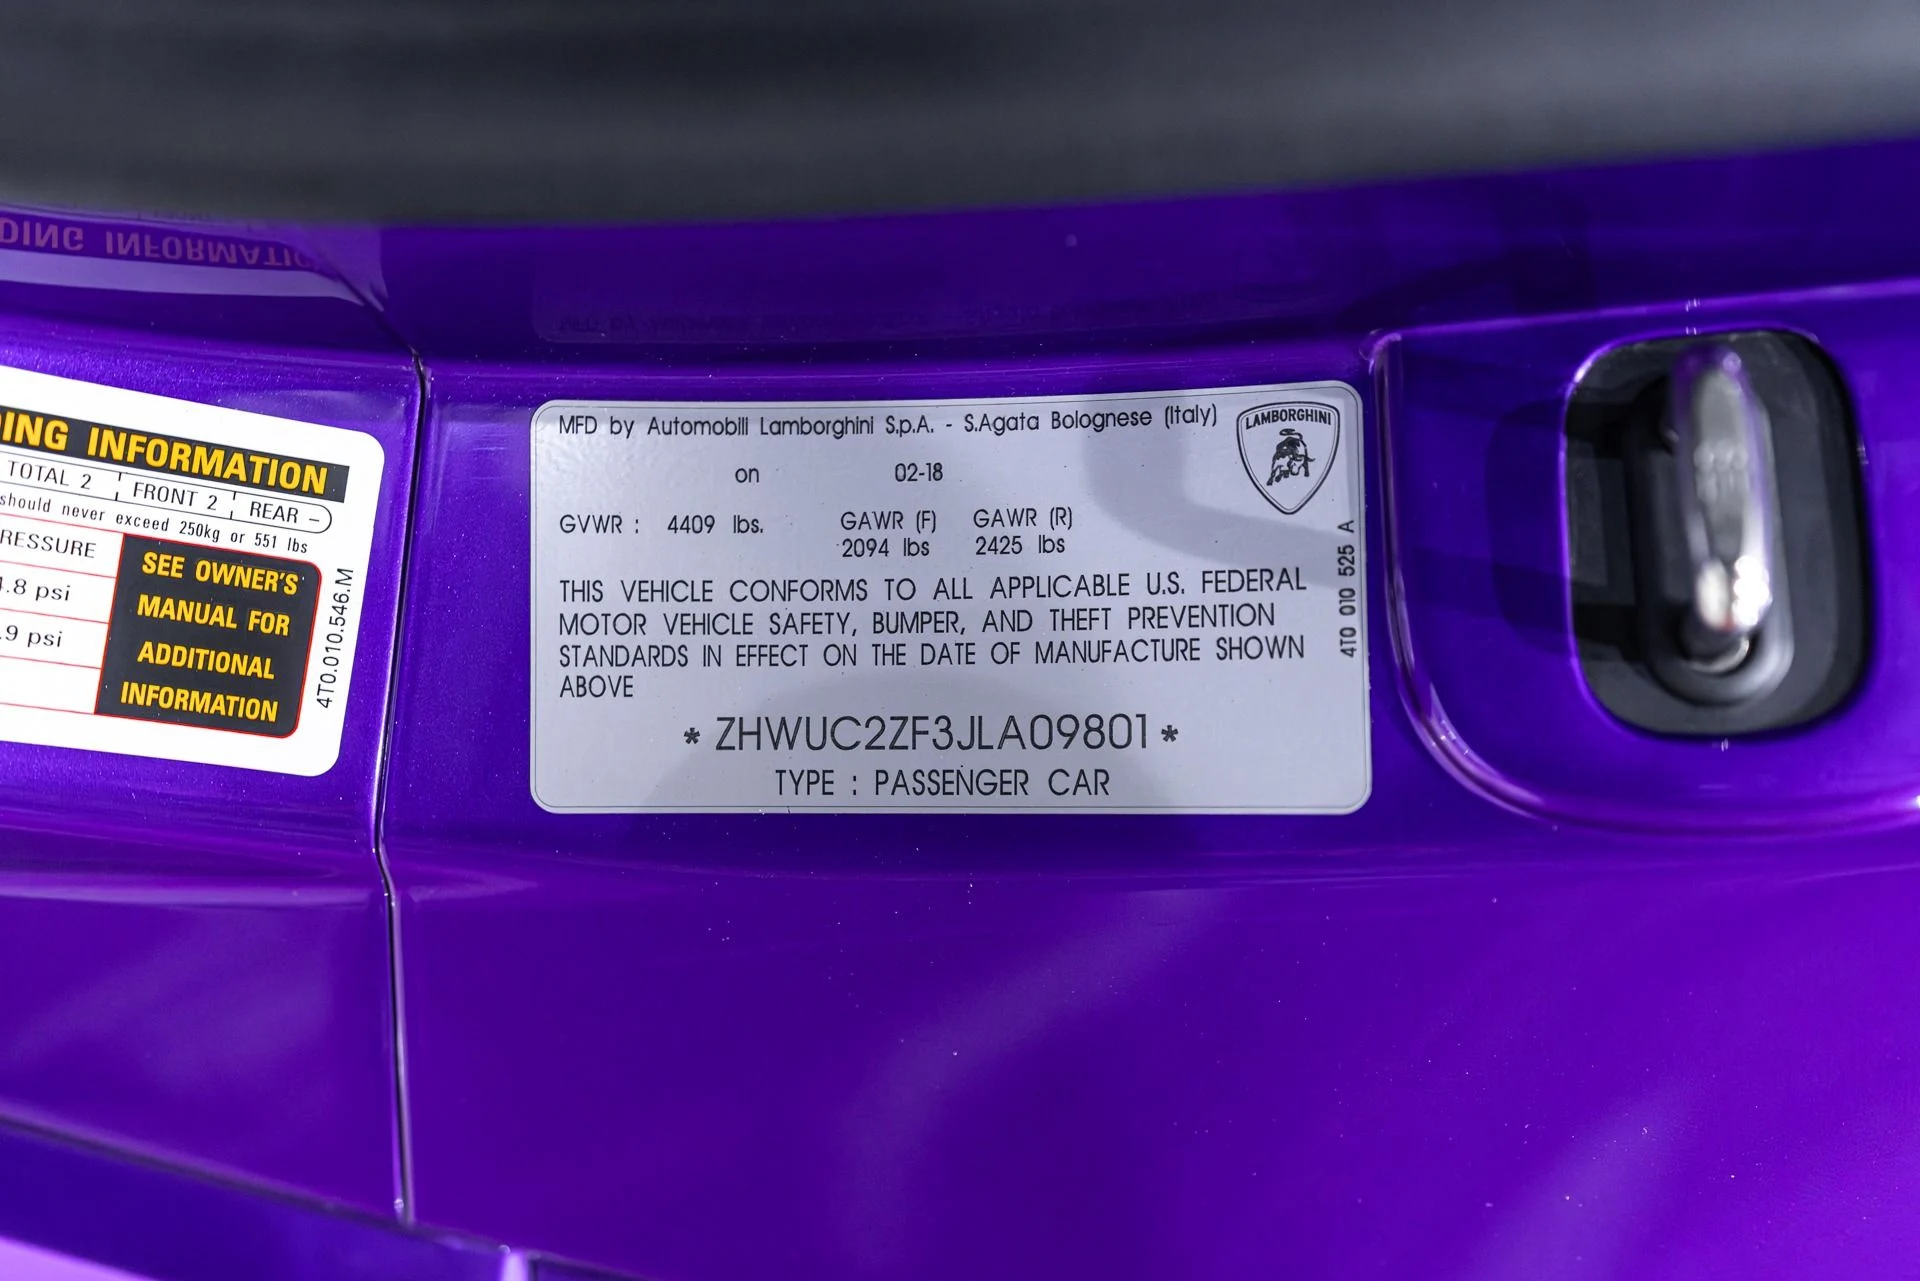 DING INFORMATION
TOTAL 2 FRONT 2 REAR -
should never exceed 250kg or 551 lbs
RESSURE
.8 psi
.9 psi
SEE OWNER'S
MANUAL FOR
ADDITIONAL
INFORMATION
4T0.010.546.M
MFD by Automobili Lamborghini S.p.A. - S.Agata Bolognese (Italy)
on 02-18
GVWR : 4409 lbs. GAWR (F) GAWR (R)
2094 lbs 2425 lbs
THIS VEHICLE CONFORMS TO ALL APPLICABLE U.S. FEDERAL
MOTOR VEHICLE SAFETY, BUMPER, AND THEFT PREVENTION
STANDARDS IN EFFECT ON THE DATE OF MANUFACTURE SHOWN
ABOVE
* ZHWUC2ZF3JLA09801 *
TYPE : PASSENGER CAR
LAMBORGHINI
4T0 010 525 A